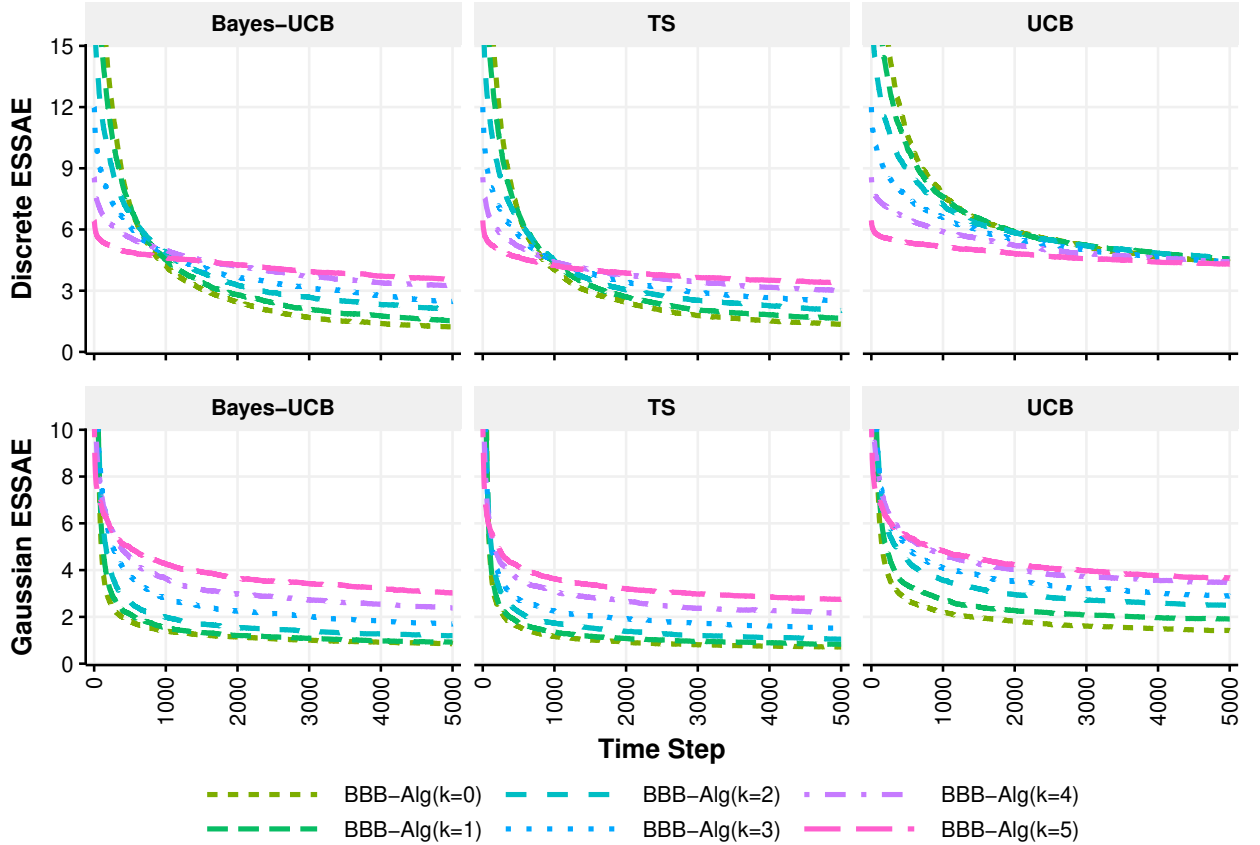 Bayes−UCB TS UCB
15
12
9
6
3
0
Discrete ESSAE
Bayes−UCB TS UCB
10
8
6
4
2
0
Gaussian ESSAE
0 1000 2000 3000 4000 5000 0 1000 2000 3000 4000 5000 0 1000 2000 3000 4000 5000
Time Step
BBB−Alg(k=0) BBB−Alg(k=2) BBB−Alg(k=4)
BBB−Alg(k=1) BBB−Alg(k=3) BBB−Alg(k=5)